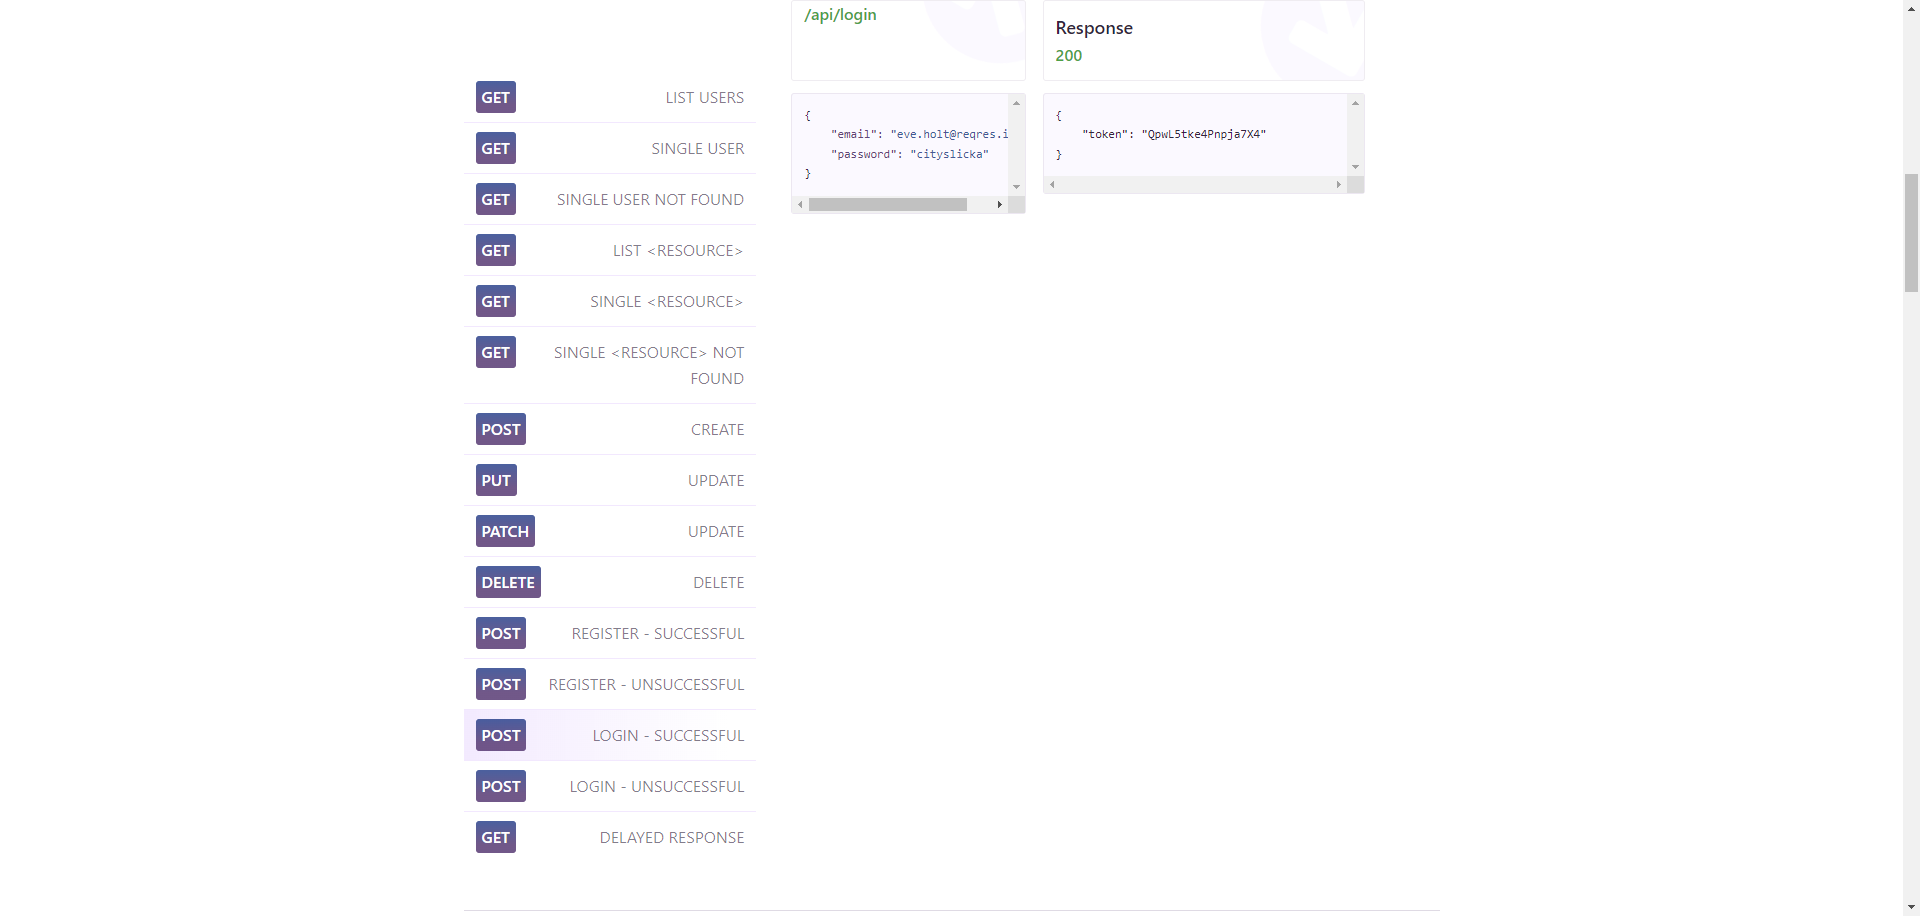 /api/login
Response
200
GET LIST USERS
GET SINGLE USER
GET SINGLE USER NOT FOUND
GET LIST <RESOURCE>
GET SINGLE <RESOURCE>
GET SINGLE <RESOURCE> NOT
FOUND
POST CREATE
PUT UPDATE
PATCH UPDATE
DELETE DELETE
POST REGISTER - SUCCESSFUL
POST REGISTER - UNSUCCESSFUL
POST LOGIN - SUCCESSFUL
POST LOGIN - UNSUCCESSFUL
GET DELAYED RESPONSE
{
"email": "eve.holt@reqres.i
"password": "cityslicka"
}
{
"token": "QpwL5tke4Pnpja7X4"
}